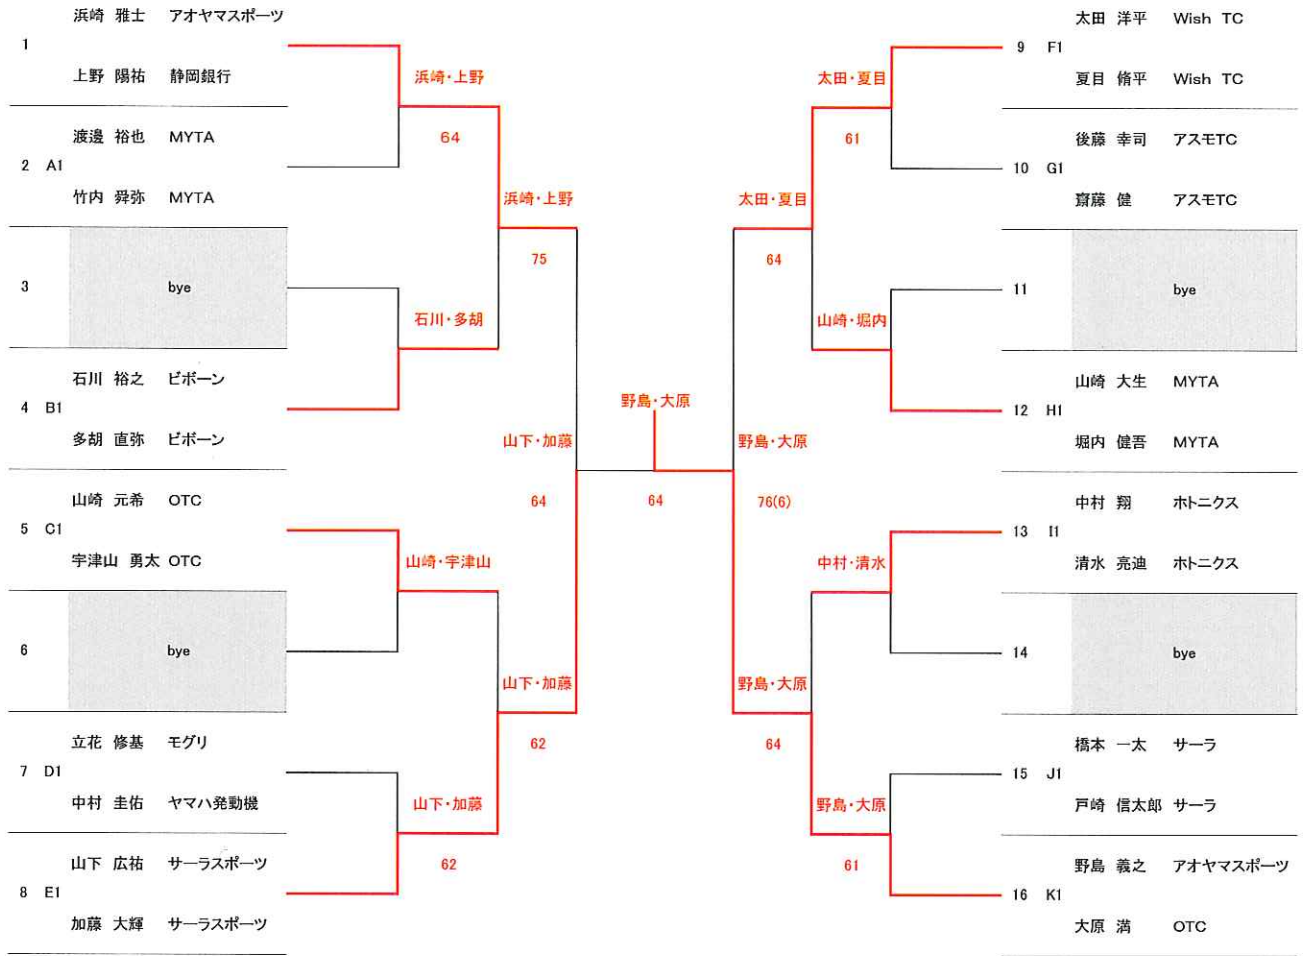 浜崎 雅士 アオヤマスポーツ
1
上野 陽祐 静岡銀行
渡邉 裕也 MYTA
2 A1
竹内 舜弥 MYTA
3 bye
石川 裕之 ビボーン
4 B1
多胡 直弥 ビボーン
山崎 元希 OTC
5 C1
宇津山 勇太 OTC
6 bye
立花 修基 モグリ
7 D1
中村 圭佑 ヤマハ発動機
山下 広祐 サーラスポーツ
8 E1
加藤 大輝 サーラスポーツ
浜崎・上野
64
石川・多胡
山崎・宇津山
山下・加藤
62
浜崎・上野
75
山下・加藤
62
山下・加藤
64
野島・大原
64
野島・大原
76(6)
太田・夏目
64
野島・大原
64
太田・夏目
61
山崎・堀内
中村・清水
野島・大原
61
太田 洋平 Wish TC
9 F1
夏目 脩平 Wish TC
後藤 幸司 アスモTC
10 G1
齋藤 健 アスモTC
11 bye
山崎 大生 MYTA
12 H1
堀内 健吾 MYTA
中村 翔 ホトニクス
13 I1
清水 亮迪 ホトニクス
14 bye
橋本 一太 サーラ
15 J1
戸崎 信太郎 サーラ
野島 義之 アオヤマスポーツ
16 K1
大原 満 OTC